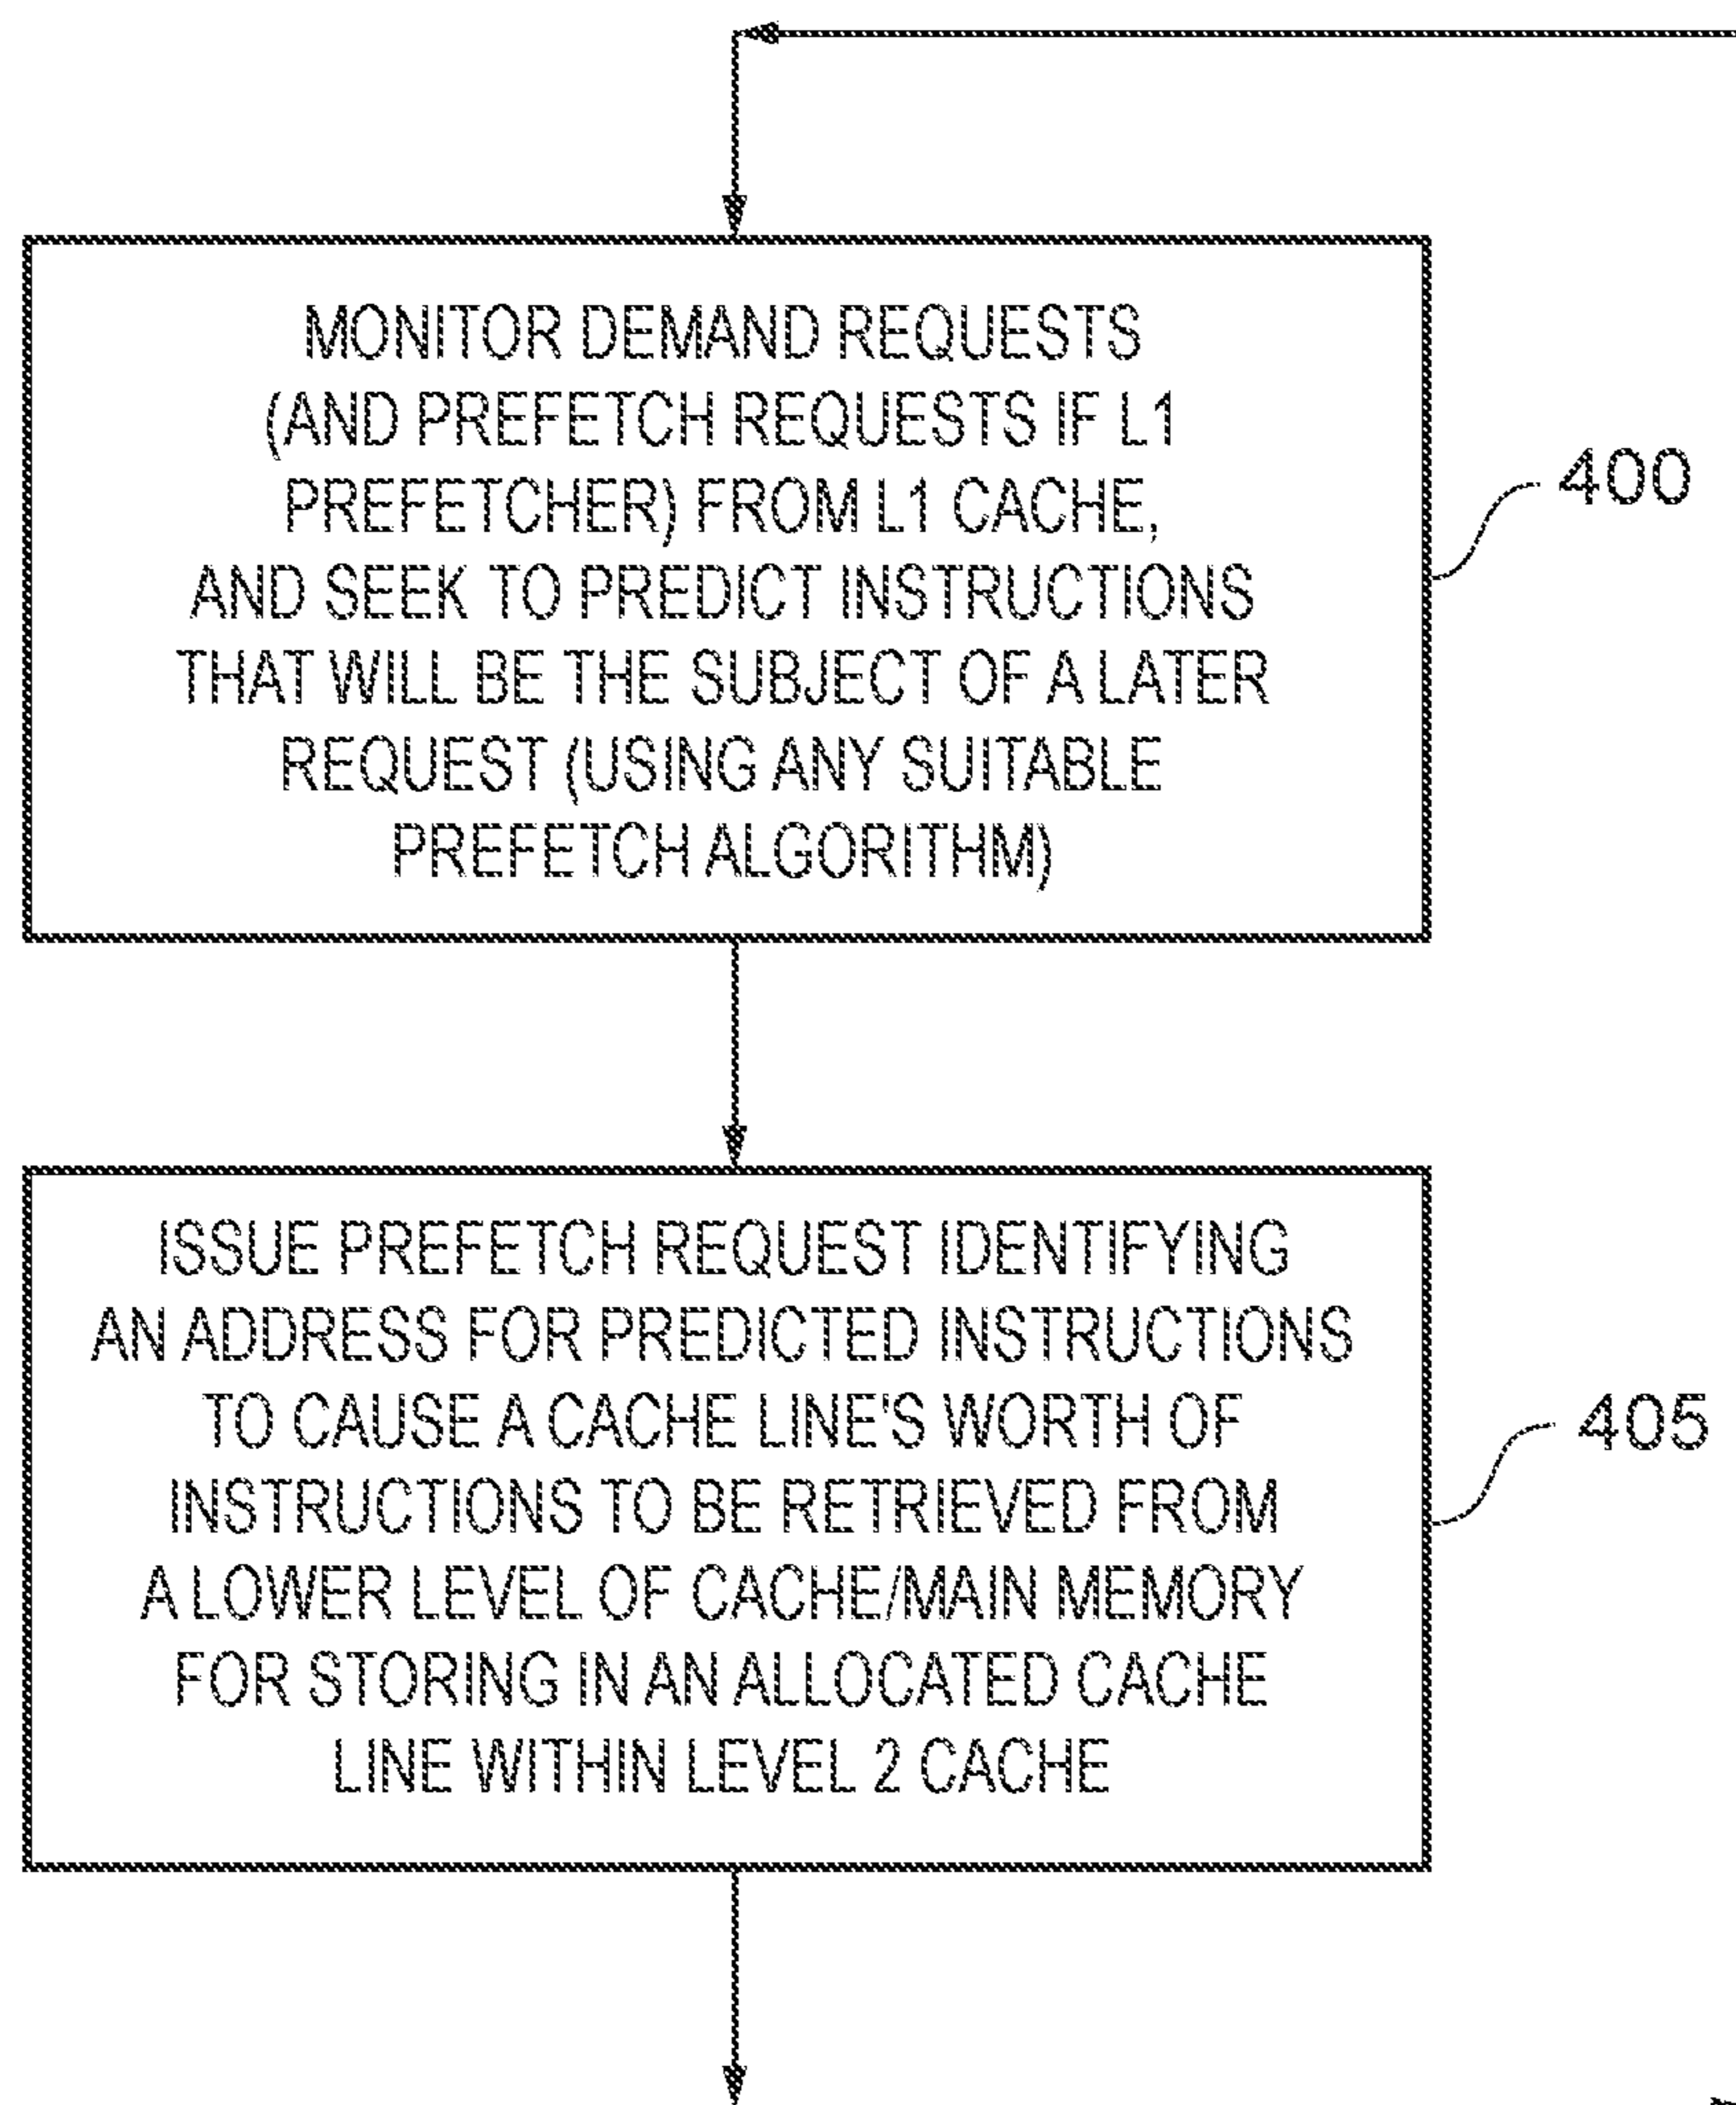 MONITOR DEMAND REQUESTS
(AND PREFETCH REQUESTS IF L1
PREFETCHER) FROM L1 CACHE,
AND SEEK TO PREDICT INSTRUCTIONS
THAT WILL BE THE SUBJECT OF A LATER
REQUEST (USING ANY SUITABLE
PREFETCH ALGORITHM)
400
ISSUE PREFETCH REQUEST IDENTIFYING
AN ADDRESS FOR PREDICTED INSTRUCTIONS
TO CAUSE A CACHE LINE'S WORTH OF
INSTRUCTIONS TO BE RETRIEVED FROM
A LOWER LEVEL OF CACHE/MAIN MEMORY
FOR STORING IN AN ALLOCATED CACHE
LINE WITHIN LEVEL 2 CACHE
405